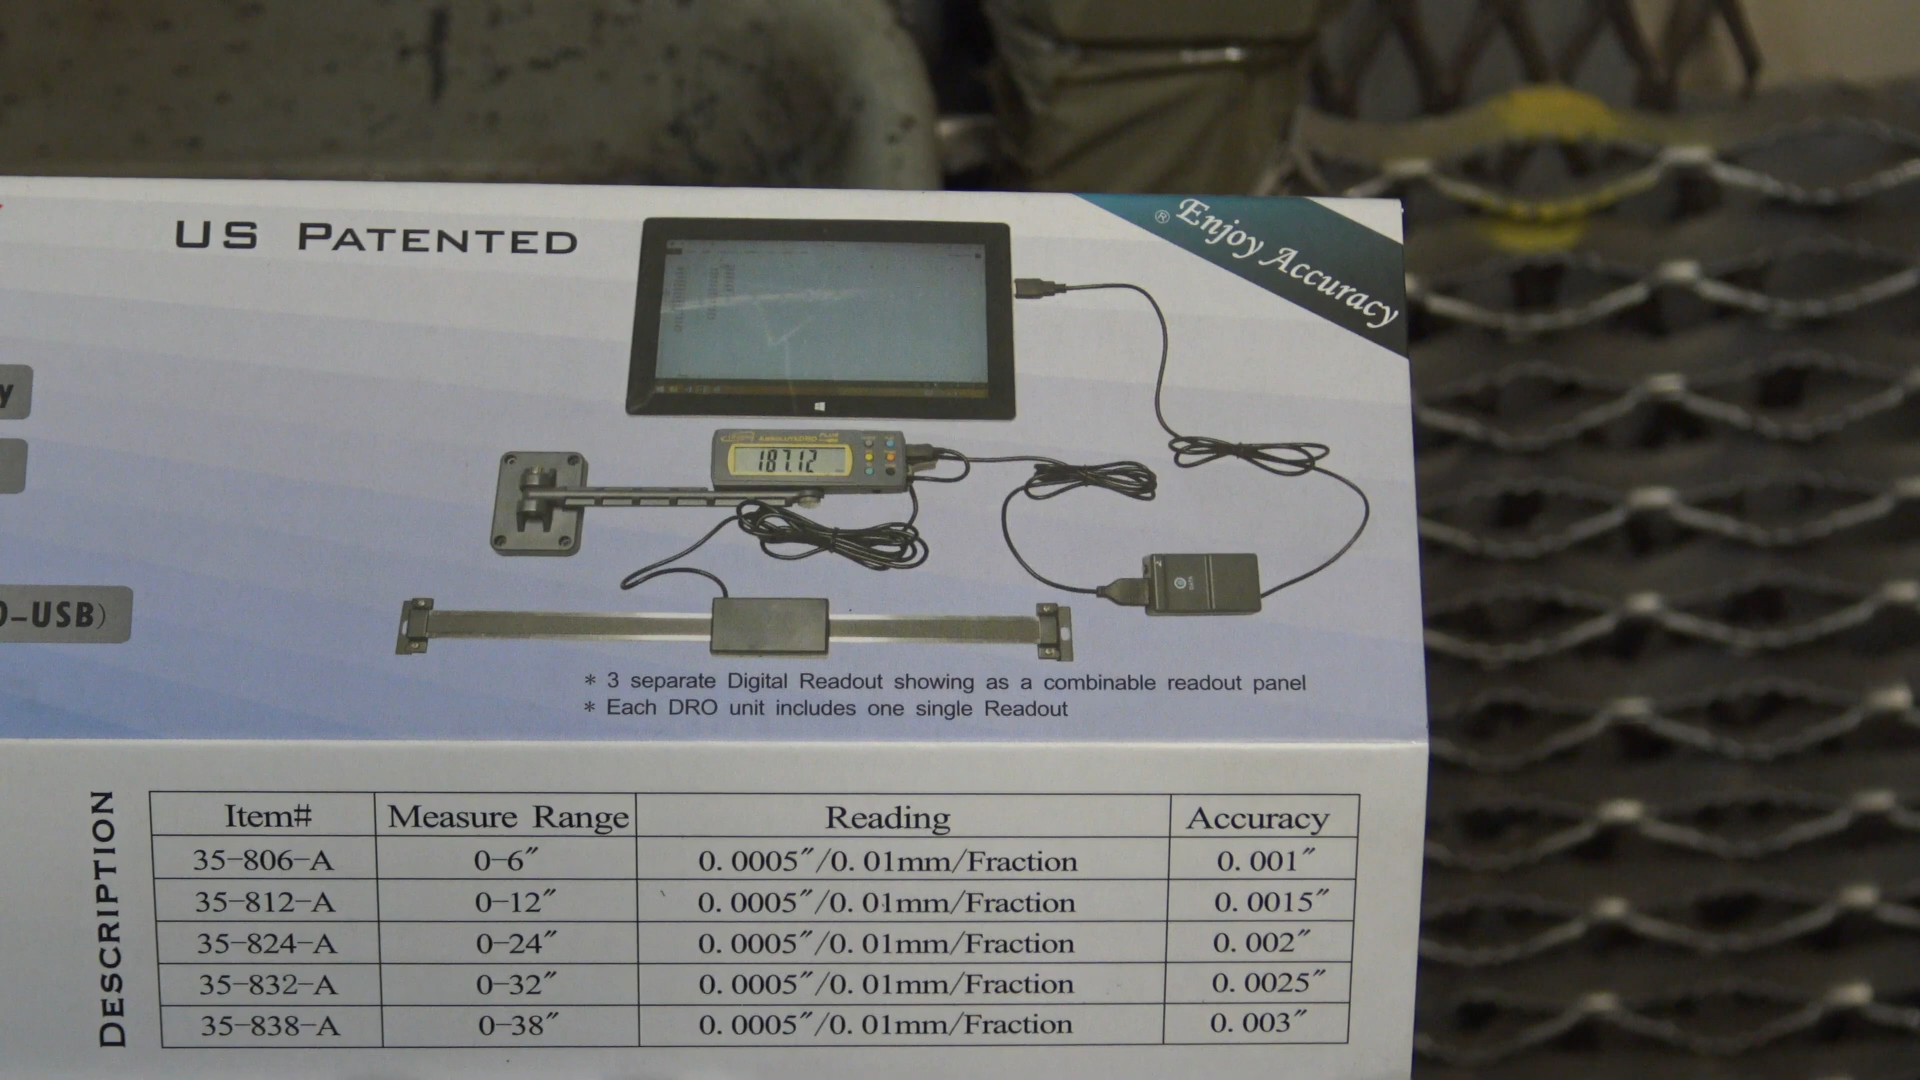 US PATENTED
® Enjoy Accuracy
y
187.12
ABSOLUTE DRO PLUS
DATA
O-USB)
* 3 separate Digital Readout showing as a combinable readout panel
* Each DRO unit includes one single Readout
DESCRIPTION
Item# Measure Range Reading Accuracy
35-806-A 0-6″ 0.0005″/0.01mm/Fraction 0.001″
35-812-A 0-12″ 0.0005″/0.01mm/Fraction 0.0015″
35-824-A 0-24″ 0.0005″/0.01mm/Fraction 0.002″
35-832-A 0-32″ 0.0005″/0.01mm/Fraction 0.0025″
35-838-A 0-38″ 0.0005″/0.01mm/Fraction 0.003″